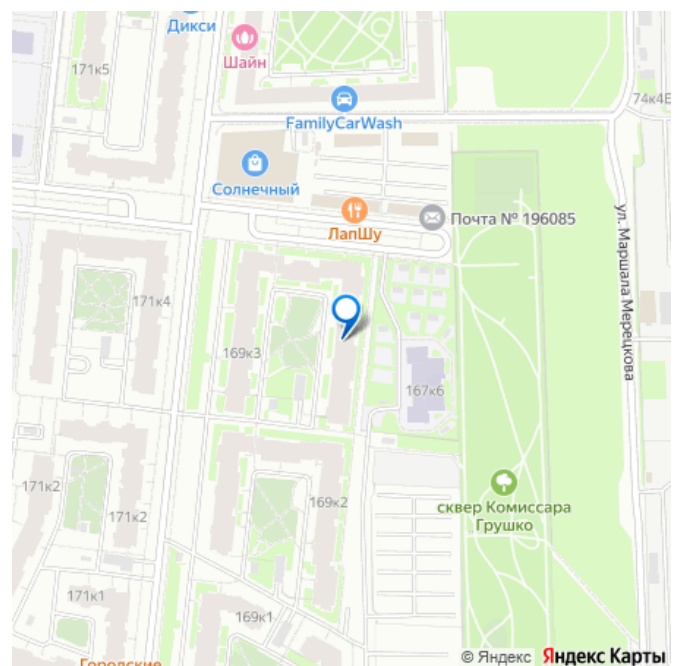 Дикси
Шайн
171к5
74к4Б
FamilyCarWash
Солнечный
ЛапШу
Почта № 196085
ул. Маршала Мерецкова
171к4
169к3
167к6
171к2
169к2
сквер Комиссара
Грушко
171к2
171к1
169к1
Городские
© Яндекс Яндекс Карты